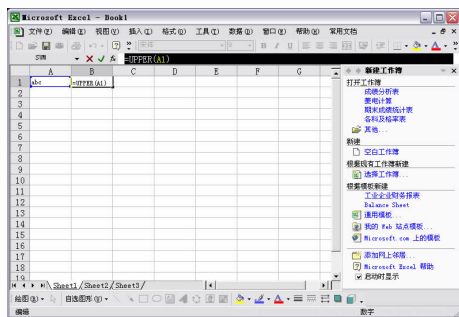 Microsoft Excel - Book1
文件(F) 编辑(E) 视图(V) 插入(I) 格式(O) 工具(T) 数据(D) 窗口(W) 帮助(H) 常用文档
宋体
SUM =UPPER(A1)
新建工作簿
A B C D E F G
1 abc =UPPER(A1)
2
3
4
5
6
7
8
9
10
11
12
13
14
15
16
17
18
19
打开工作簿
成绩分析表
期末成绩统计表
各科及格率表
其他...
新建
空白工作簿
根据现有工作簿新建
选择工作簿...
根据模板新建
工业企业财务报表
Balance Sheet
通用模板...
我的 Web 站点模板...
Microsoft.com 上的模板
添加网上邻居...
Microsoft Excel 帮助
启动时显示
Sheet1 Sheet2 Sheet3
绘图(R) 自选图形(U)
编辑 数字